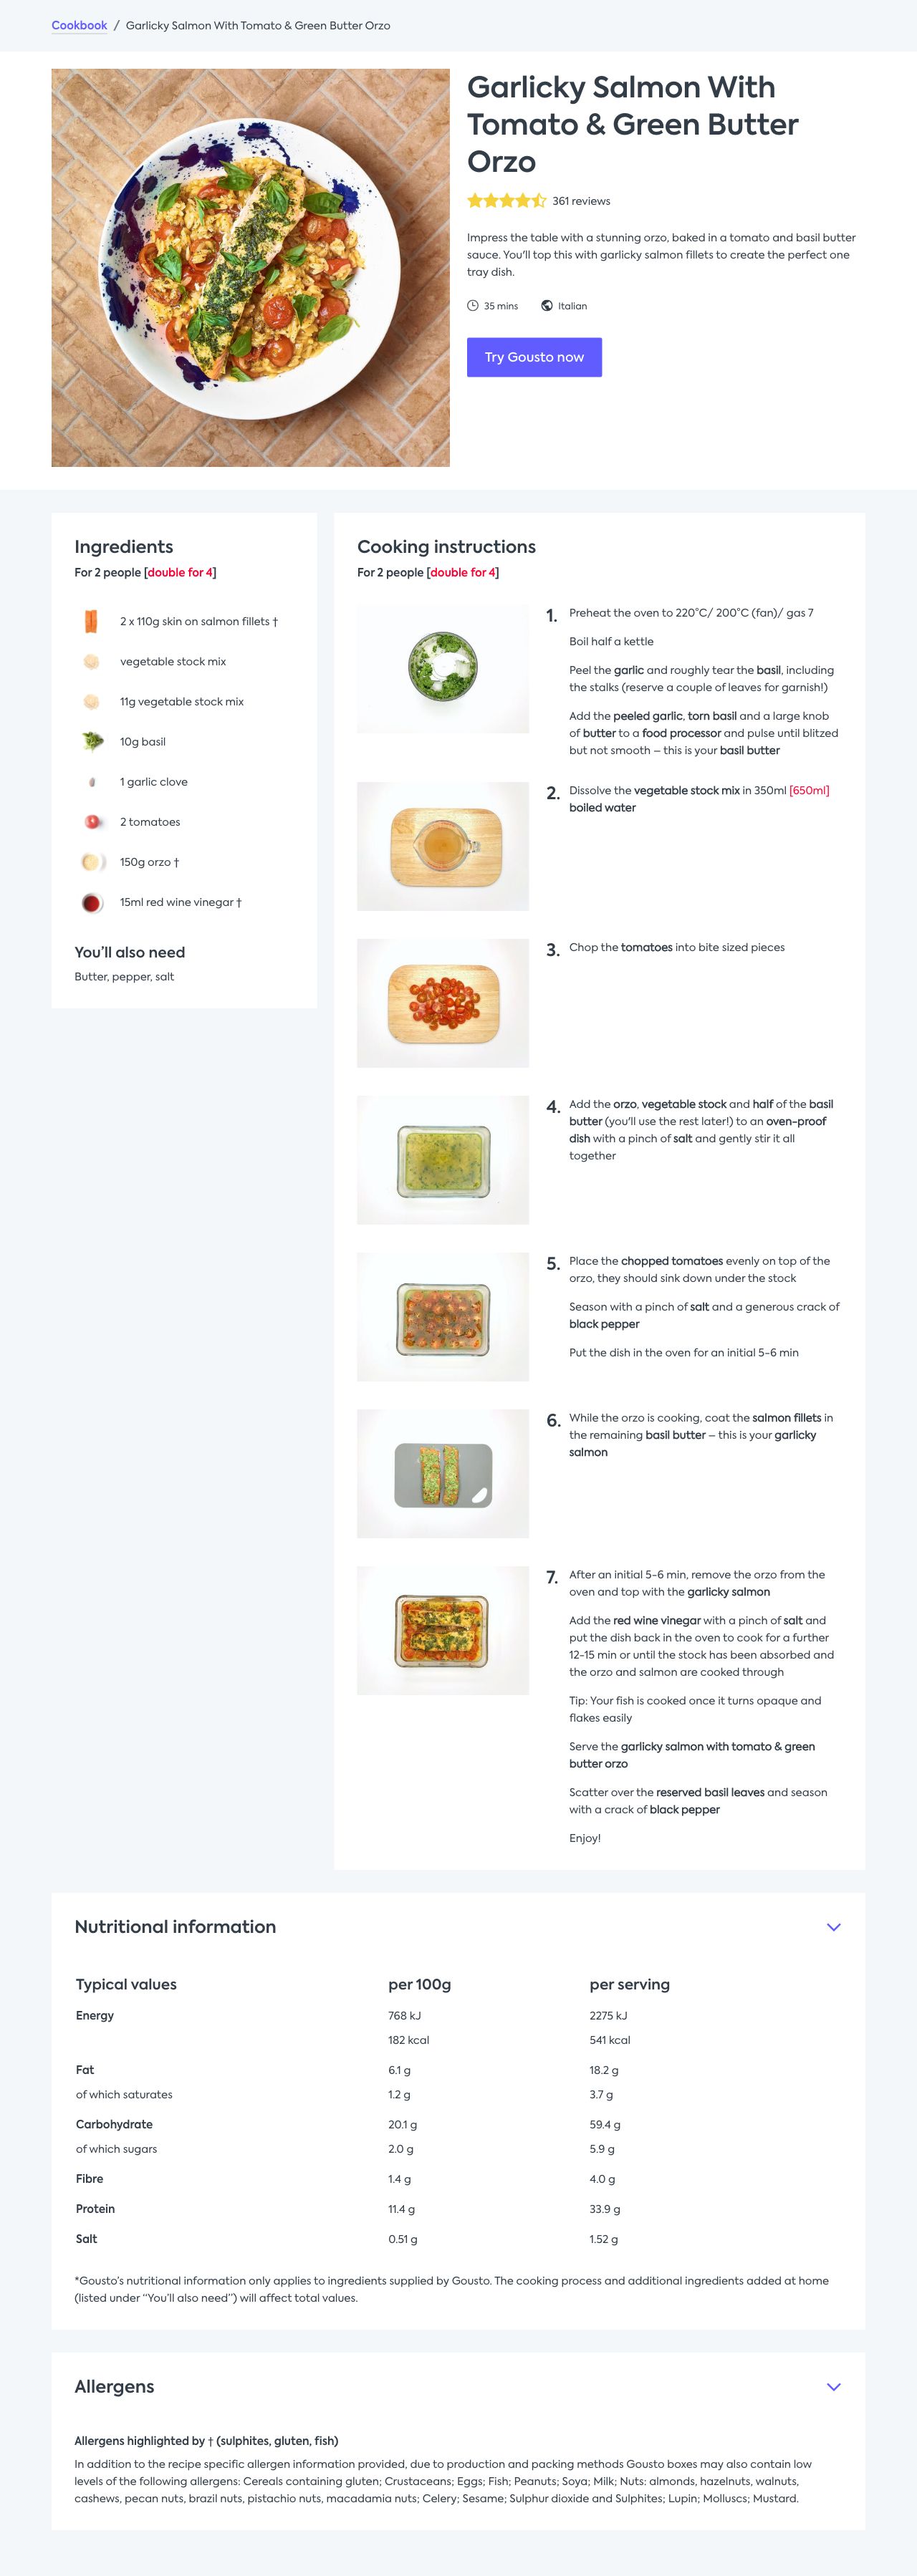 Cookbook / Garlicky Salmon With Tomato & Green Butter Orzo
Garlicky Salmon With
Tomato & Green Butter
Orzo
361 reviews
Impress the table with a stunning orzo, baked in a tomato and basil butter
sauce. You'll top this with garlicky salmon fillets to create the perfect one
tray dish.
35 mins Italian
Try Gousto now
Ingredients
For 2 people [double for 4]
2 x 110g skin on salmon fillets †
vegetable stock mix
11g vegetable stock mix
10g basil
1 garlic clove
2 tomatoes
150g orzo †
15ml red wine vinegar †
You'll also need
Butter, pepper, salt
Cooking instructions
For 2 people [double for 4]
1. Preheat the oven to 220°C/ 200°C (fan)/ gas 7
Boil half a kettle
Peel the garlic and roughly tear the basil, including
the stalks (reserve a couple of leaves for garnish!)
Add the peeled garlic, torn basil and a large knob
of butter to a food processor and pulse until blitzed
but not smooth – this is your basil butter
2. Dissolve the vegetable stock mix in 350ml [650ml]
boiled water
3. Chop the tomatoes into bite sized pieces
4. Add the orzo, vegetable stock and half of the basil
butter (you'll use the rest later!) to an oven-proof
dish with a pinch of salt and gently stir it all
together
5. Place the chopped tomatoes evenly on top of the
orzo, they should sink down under the stock
Season with a pinch of salt and a generous crack of
black pepper
Put the dish in the oven for an initial 5-6 min
6. While the orzo is cooking, coat the salmon fillets in
the remaining basil butter – this is your garlicky
salmon
7. After an initial 5-6 min, remove the orzo from the
oven and top with the garlicky salmon
Add the red wine vinegar with a pinch of salt and
put the dish back in the oven to cook for a further
12-15 min or until the stock has been absorbed and
the orzo and salmon are cooked through
Tip: Your fish is cooked once it turns opaque and
flakes easily
Serve the garlicky salmon with tomato & green
butter orzo
Scatter over the reserved basil leaves and season
with a crack of black pepper
Enjoy!
Nutritional information
Typical values per 100g per serving
Energy 768 kJ 2275 kJ
182 kcal 541 kcal
Fat 6.1 g 18.2 g
of which saturates 1.2 g 3.7 g
Carbohydrate 20.1 g 59.4 g
of which sugars 2.0 g 5.9 g
Fibre 1.4 g 4.0 g
Protein 11.4 g 33.9 g
Salt 0.51 g 1.52 g
*Gousto's nutritional information only applies to ingredients supplied by Gousto. The cooking process and additional ingredients added at home
(listed under “You'll also need”) will affect total values.
Allergens
Allergens highlighted by † (sulphites, gluten, fish)
In addition to the recipe specific allergen information provided, due to production and packing methods Gousto boxes may also contain low
levels of the following allergens: Cereals containing gluten; Crustaceans; Eggs; Fish; Peanuts; Soya; Milk; Nuts: almonds, hazelnuts, walnuts,
cashews, pecan nuts, brazil nuts, pistachio nuts, macadamia nuts; Celery; Sesame; Sulphur dioxide and Sulphites; Lupin; Molluscs; Mustard.